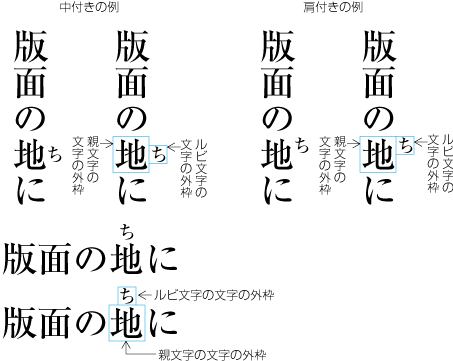 中付きの例
版面の地に
ち
親文字の
文字の外枠
版面の地に
ち
ルビ文字の
文字の外枠
肩付きの例
版面の地に
ち
親文字の
文字の外枠
版面の地に
ち
ルビ文字の
文字の外枠
ち
版面の地に
ち
ルビ文字の文字の外枠
版面の地に
親文字の文字の外枠